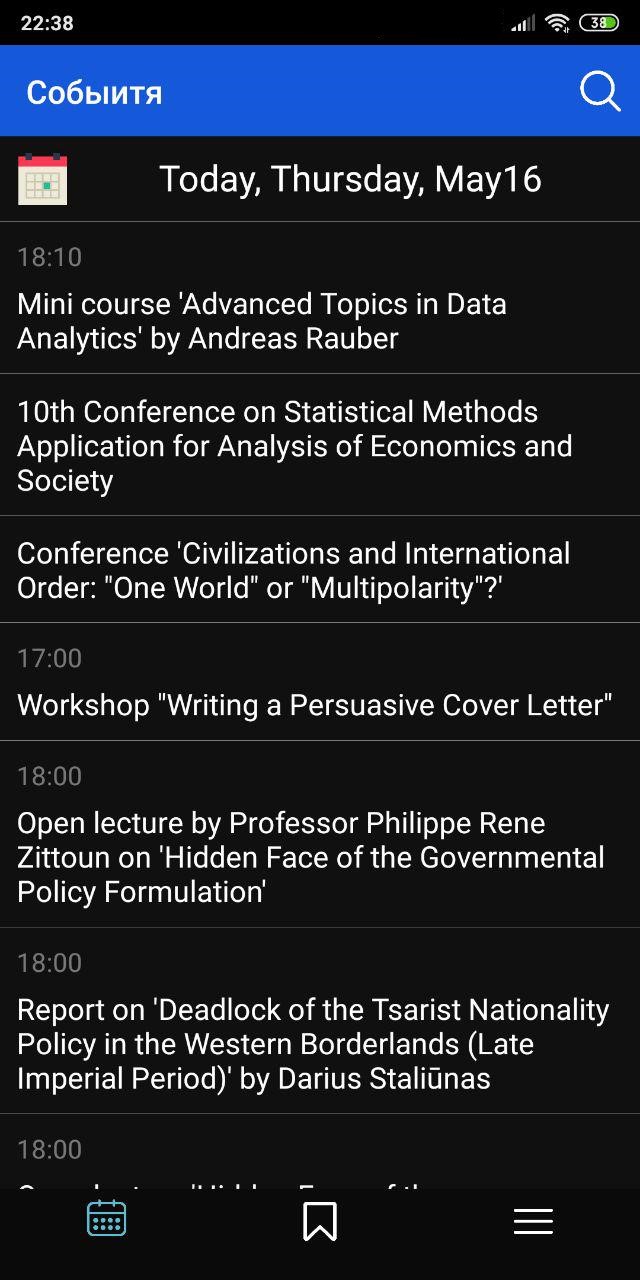 22:38
38
Собыитя
Today, Thursday, May16
18:10
Mini course 'Advanced Topics in Data
Analytics' by Andreas Rauber
10th Conference on Statistical Methods
Application for Analysis of Economics and
Society
Conference 'Civilizations and International
Order: "One World" or "Multipolarity"?'
17:00
Workshop "Writing a Persuasive Cover Letter"
18:00
Open lecture by Professor Philippe Rene
Zittoun on 'Hidden Face of the Governmental
Policy Formulation'
18:00
Report on 'Deadlock of the Tsarist Nationality
Policy in the Western Borderlands (Late
Imperial Period)' by Darius Staliūnas
18:00